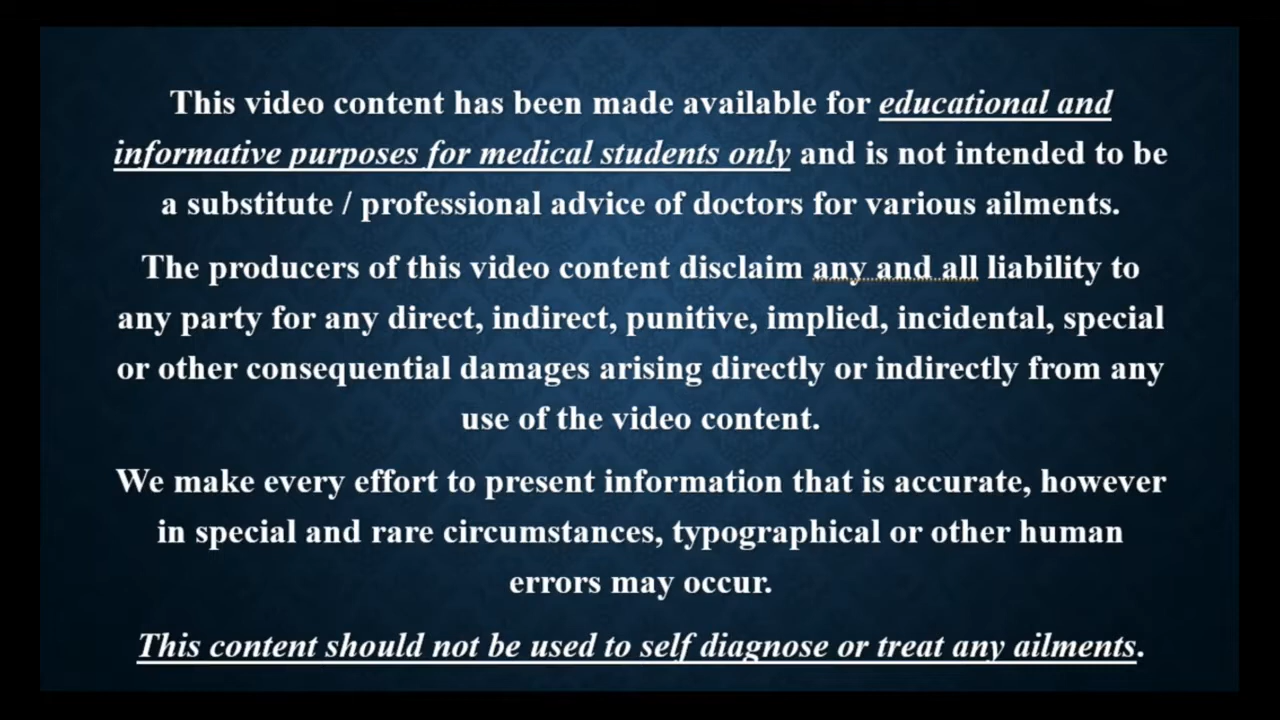 This video content has been made available for educational and
informative purposes for medical students only and is not intended to be
a substitute / professional advice of doctors for various ailments.
The producers of this video content disclaim any and all liability to
any party for any direct, indirect, punitive, implied, incidental, special
or other consequential damages arising directly or indirectly from any
use of the video content.
We make every effort to present information that is accurate, however
in special and rare circumstances, typographical or other human
errors may occur.
This content should not be used to self diagnose or treat any ailments.